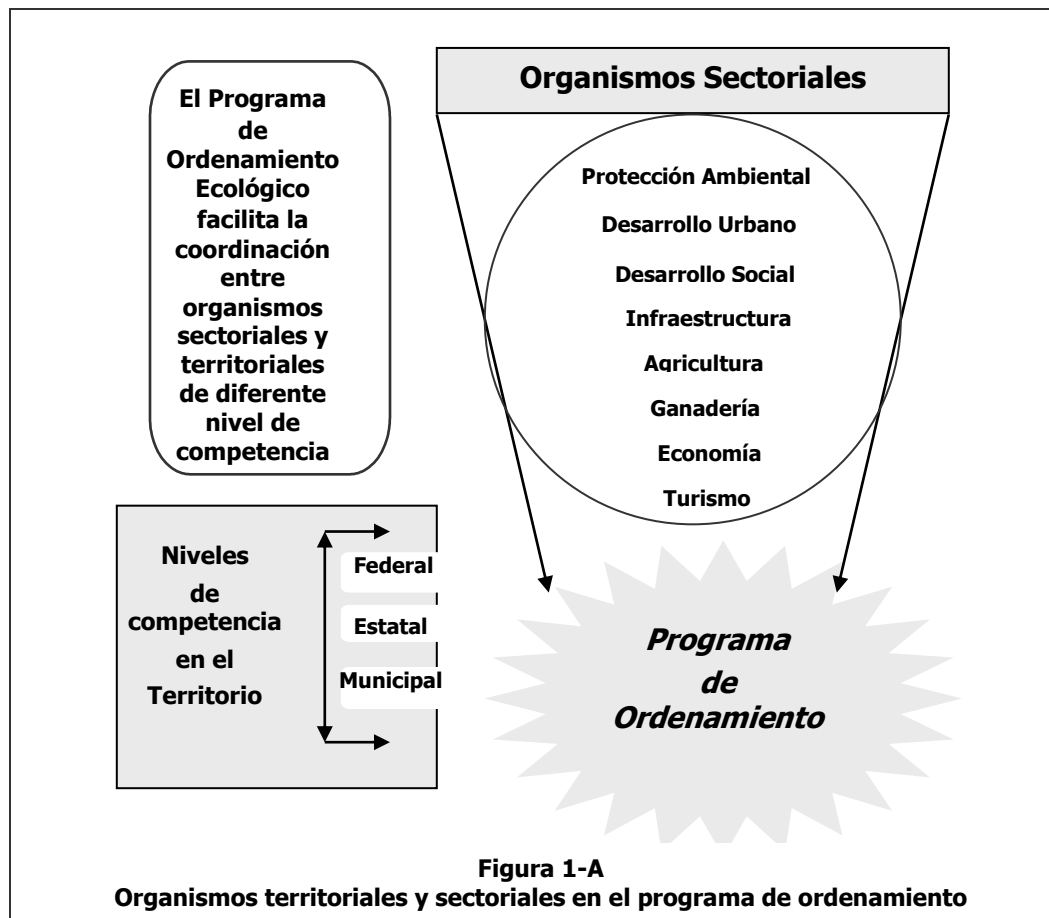 El Programa
de
Ordenamiento
Ecológico
facilita la
coordinación
entre
organismos
sectoriales y
territoriales
de diferente
nivel de
competencia
Organismos Sectoriales
Protección Ambiental
Desarrollo Urbano
Desarrollo Social
Infraestructura
Agricultura
Ganadería
Economía
Turismo
Niveles
de
competencia
en el
Territorio
Federal
Estatal
Municipal
Programa
de
Ordenamiento
Figura 1-A
Organismos territoriales y sectoriales en el programa de ordenamiento